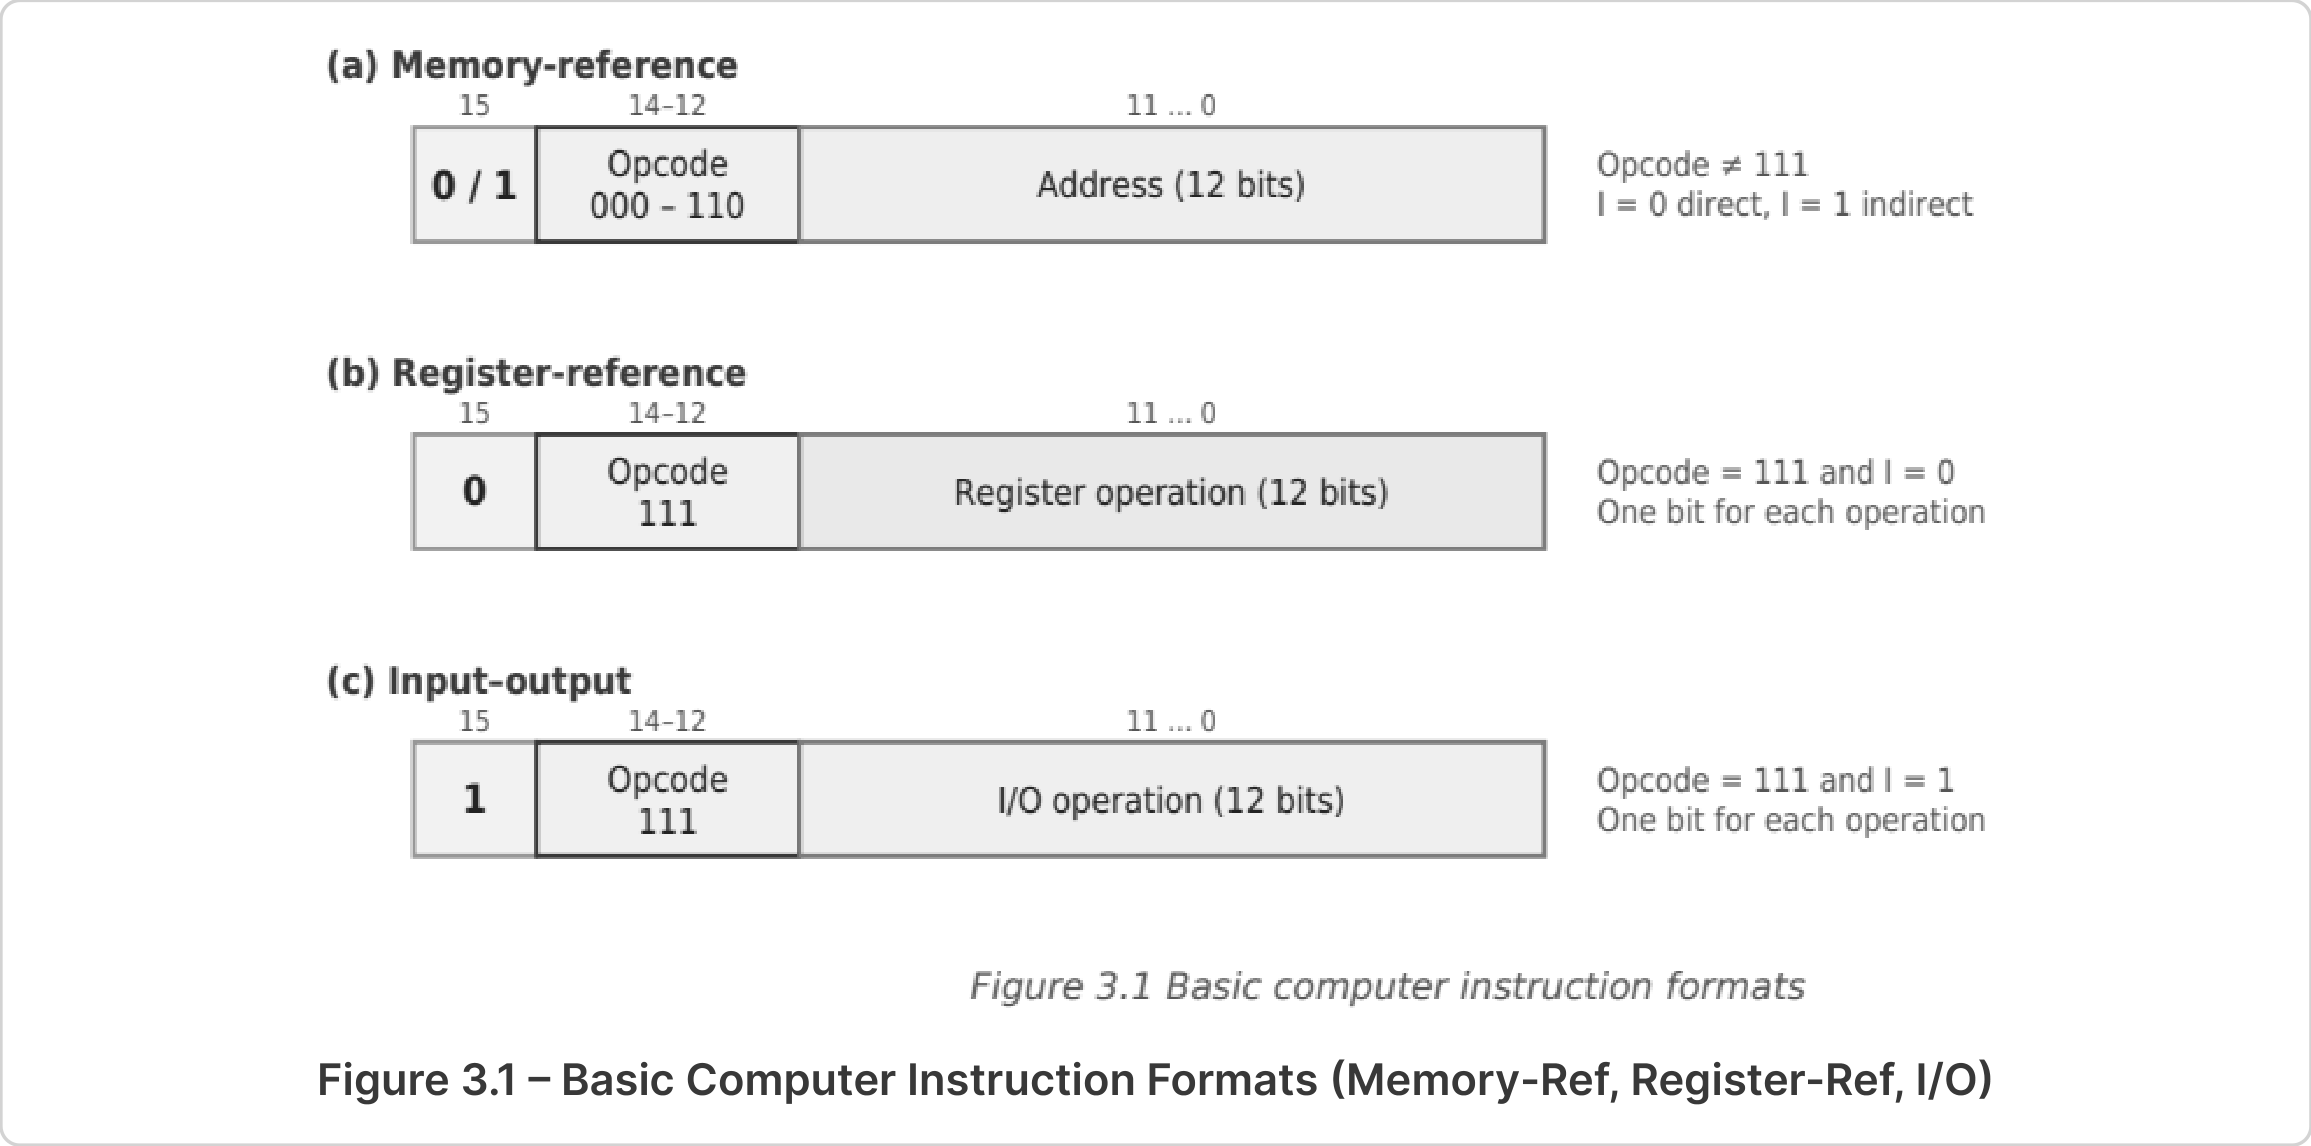 (a) Memory-reference
15 14–12 11 ... 0
0 / 1
Opcode
000 – 110
Address (12 bits)
Opcode ≠ 111
I = 0 direct, I = 1 indirect
(b) Register-reference
15 14–12 11 ... 0
0
Opcode
111
Register operation (12 bits)
Opcode = 111 and I = 0
One bit for each operation
(c) Input–output
15 14–12 11 ... 0
1
Opcode
111
I/O operation (12 bits)
Opcode = 111 and I = 1
One bit for each operation
Figure 3.1 Basic computer instruction formats
Figure 3.1 – Basic Computer Instruction Formats (Memory-Ref, Register-Ref, I/O)